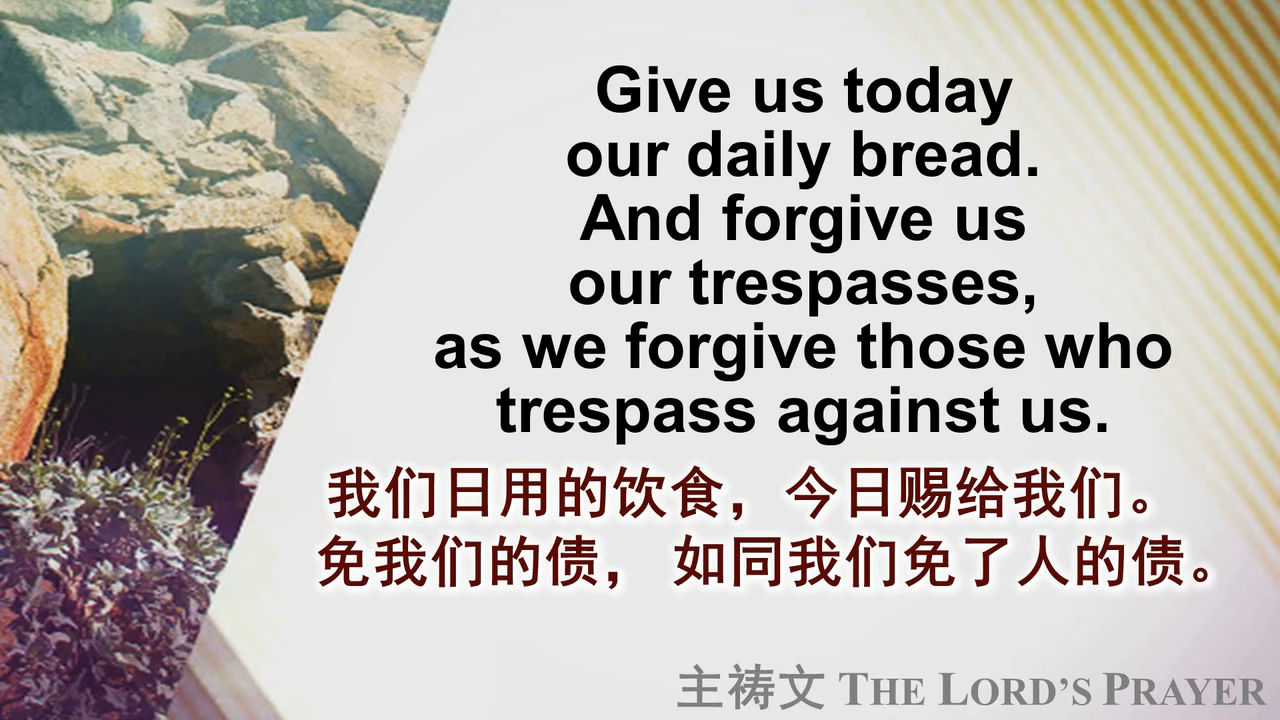 Give us today
our daily bread.
And forgive us
our trespasses,
as we forgive those who
trespass against us.
我们日用的饮食，今日赐给我们。
免我们的债， 如同我们免了人的债。
主祷文 THE LORD'S PRAYER